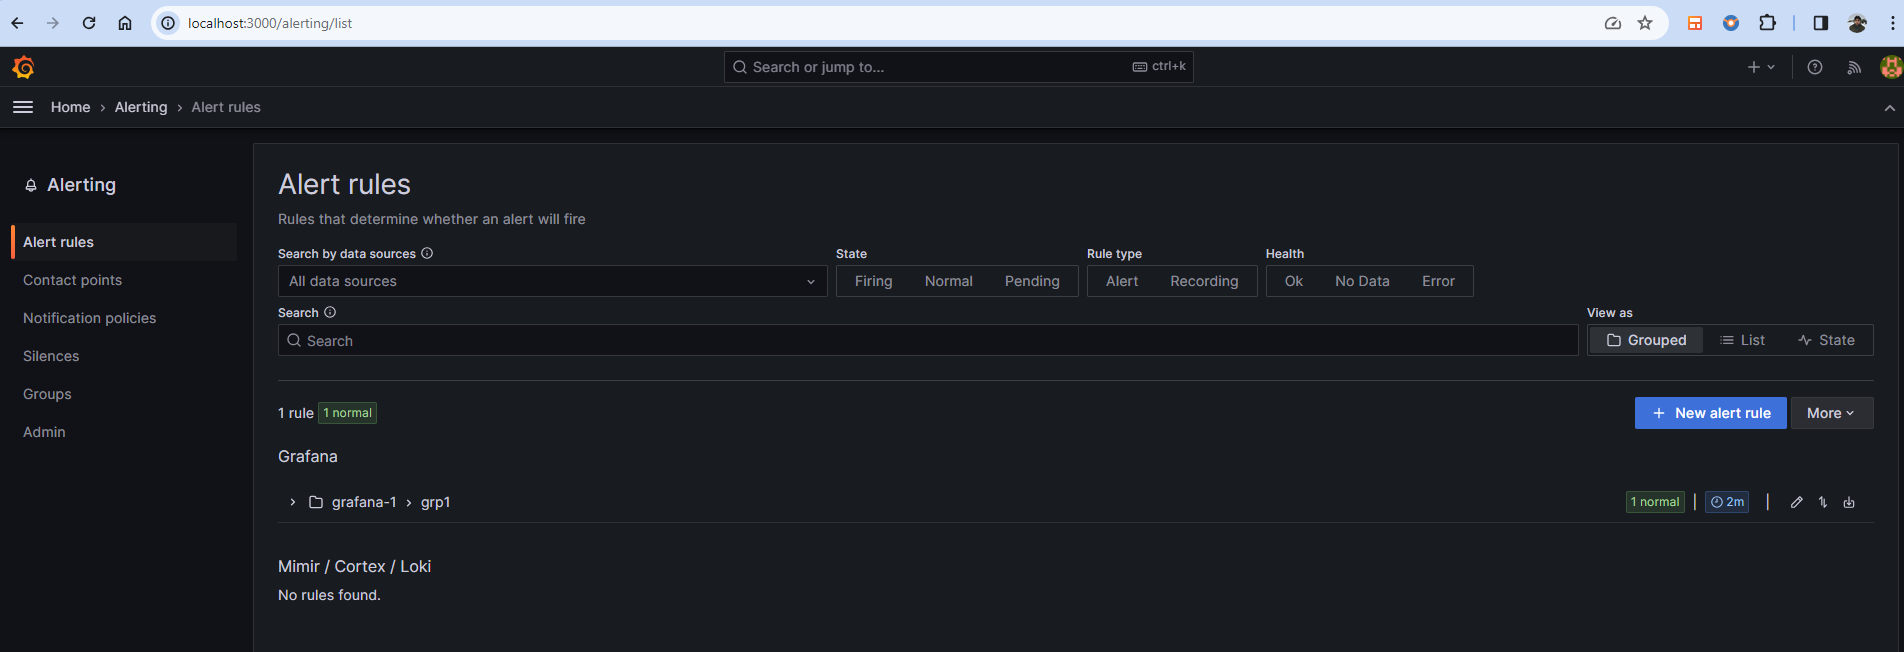 localhost:3000/alerting/list
Search or jump to... ctrl+k
Home › Alerting › Alert rules
Alerting
Alert rules
Contact points
Notification policies
Silences
Groups
Admin
Alert rules
Rules that determine whether an alert will fire
Search by data sources State Rule type Health
All data sources Firing Normal Pending Alert Recording Ok No Data Error
Search View as
Search Grouped List State
1 rule 1 normal + New alert rule More
Grafana
grafana-1 › grp1 1 normal 2m
Mimir / Cortex / Loki
No rules found.